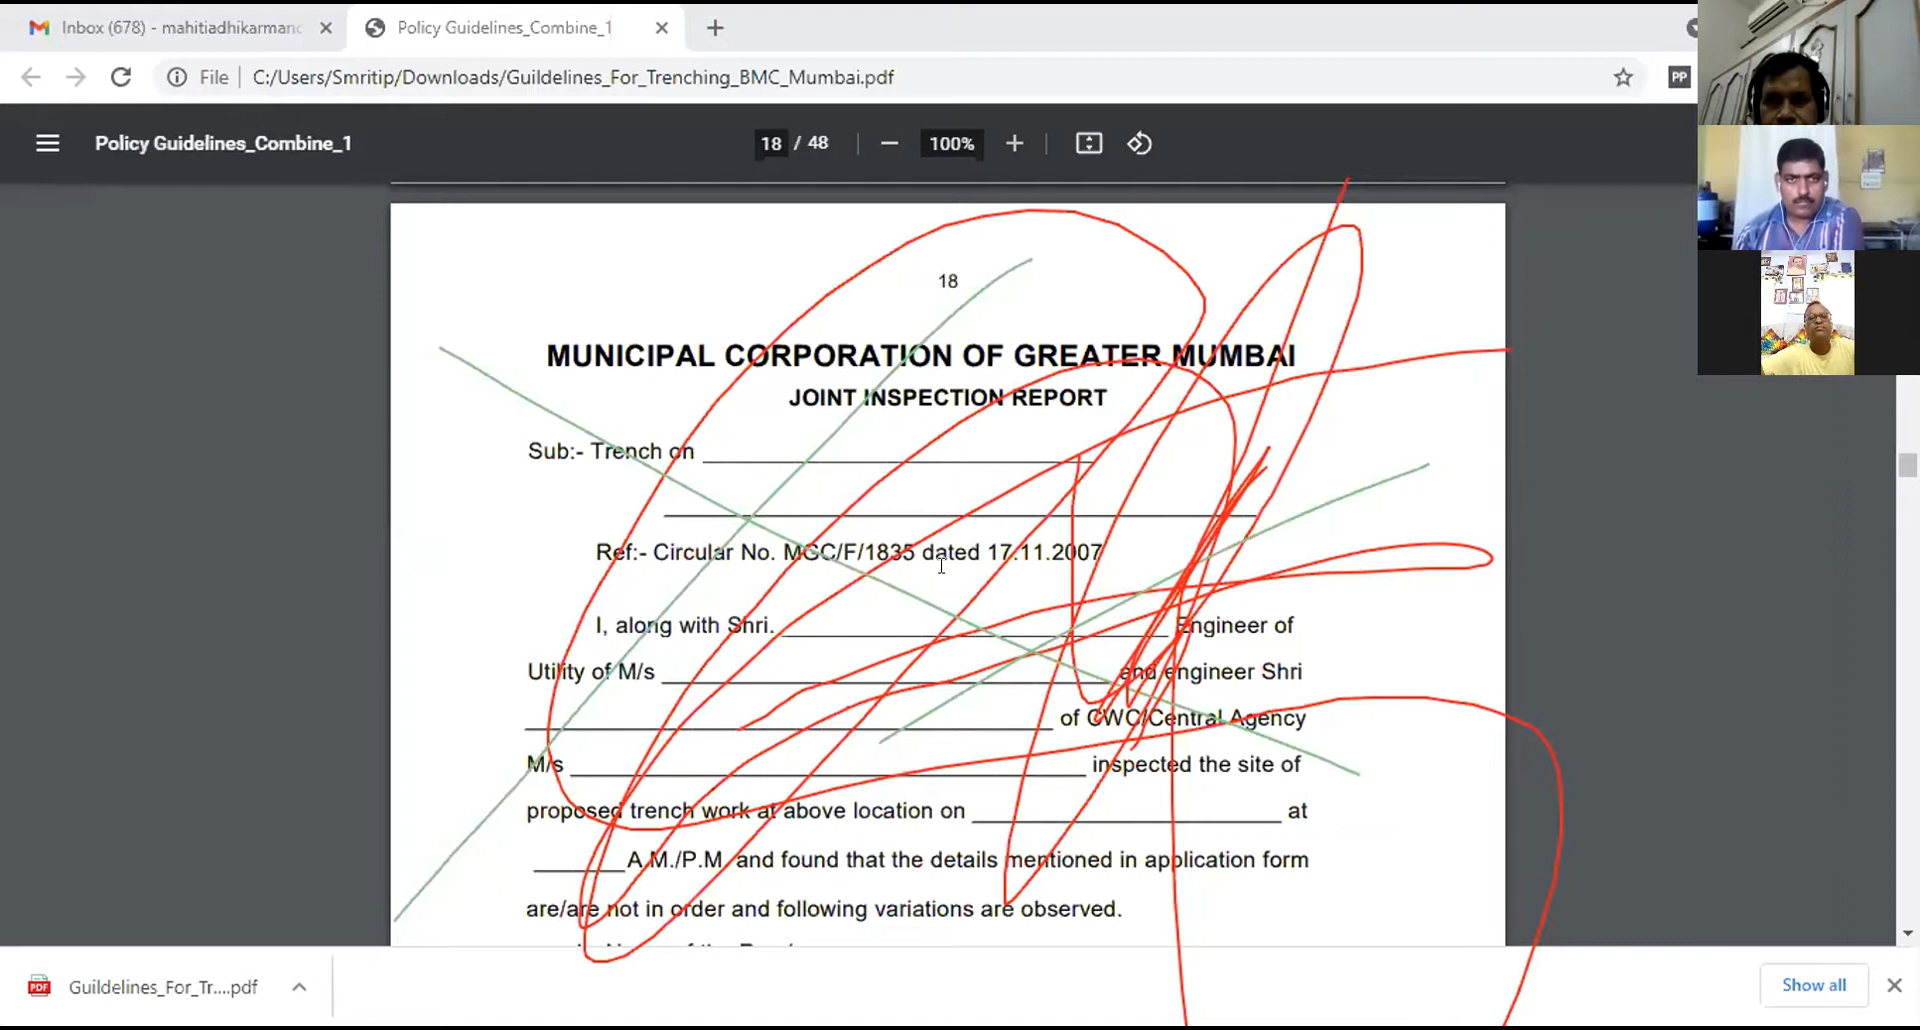 Inbox (678) - mahitiadhikarmanc
Policy Guidelines_Combine_1
File
C:/Users/Smritip/Downloads/Guildelines_For_Trenching_BMC_Mumbai.pdf
PP
Policy Guidelines_Combine_1
18 / 48
100%
18
MUNICIPAL CORPORATION OF GREATER MUMBAI
JOINT INSPECTION REPORT
Sub:- Trench on
Ref:- Circular No. MGC/F/1835 dated 17.11.2007
I, along with Shri. Engineer of
Utility of M/s and engineer Shri
of CWC/Central Agency
M/s inspected the site of
proposed trench work at above location on at
A.M./P.M. and found that the details mentioned in application form
are/are not in order and following variations are observed.
PDF
Guildelines_For_Tr....pdf
Show all